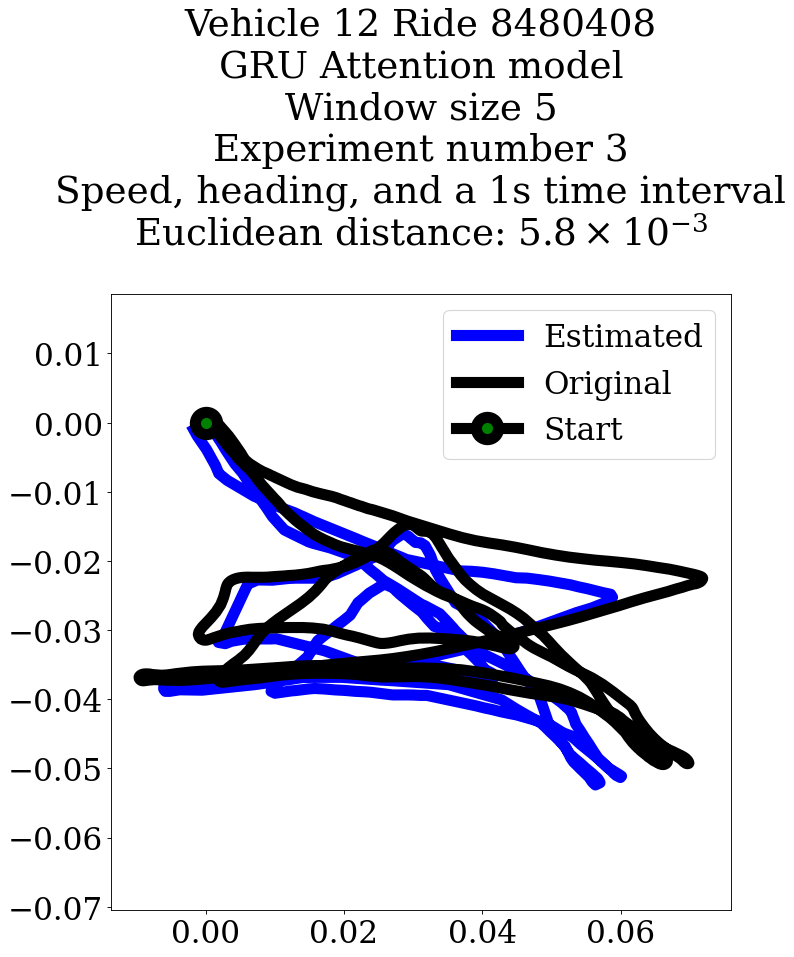 Vehicle 12 Ride 8480408
GRU Attention model
Window size 5
Experiment number 3
Speed, heading, and a 1s time interval
Euclidean distance: 5.8 × 10⁻³
Estimated
Original
Start
0.01
0.00
−0.01
−0.02
−0.03
−0.04
−0.05
−0.06
−0.07
0.00 0.02 0.04 0.06